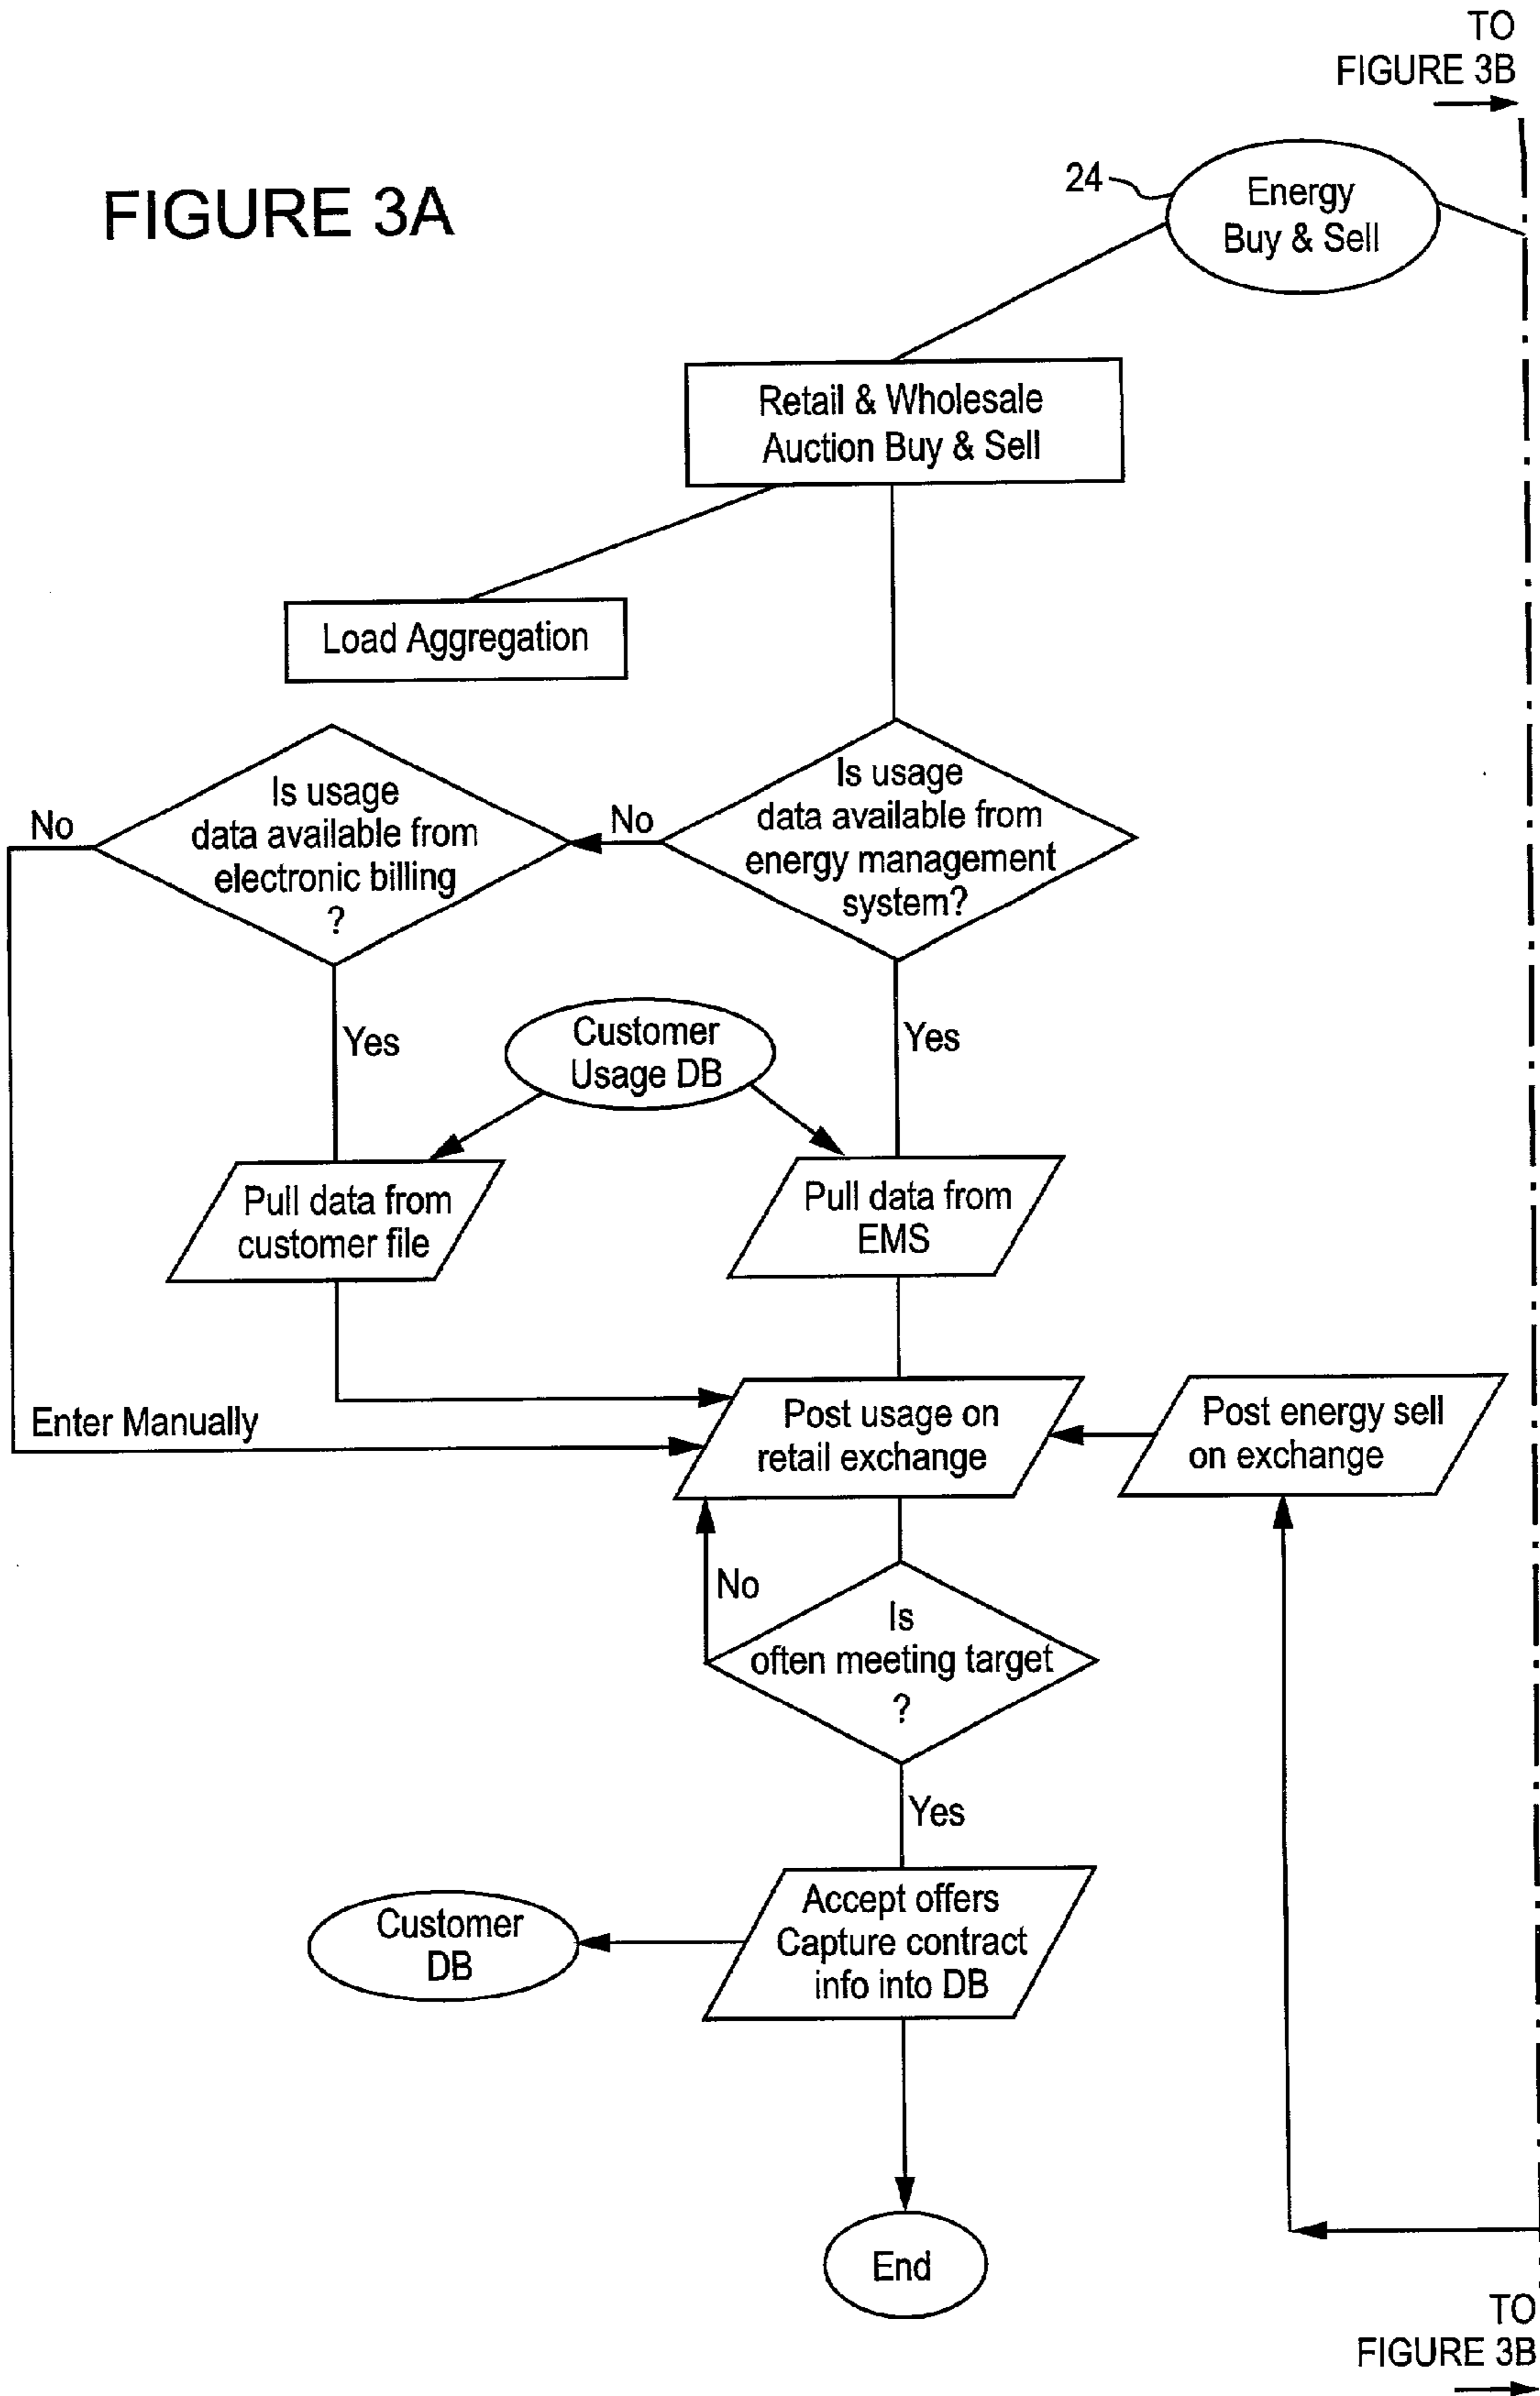 TO
FIGURE 3B
FIGURE 3A
24
Energy
Buy & Sell
Retail & Wholesale
Auction Buy & Sell
Load Aggregation
Is usage
data available from
energy management
system?
No
Is usage
data available from
electronic billing
?
No
Yes
Customer
Usage DB
Yes
Pull data from
customer file
Pull data from
EMS
Enter Manually
Post usage on
retail exchange
Post energy sell
on exchange
No
Is
often meeting target
?
Yes
Accept offers
Capture contract
info into DB
Customer
DB
End
TO
FIGURE 3B